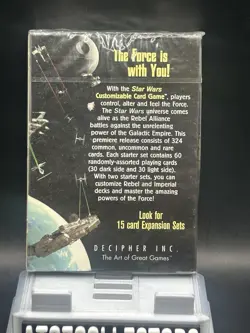 The Force is
with You!
With the Star Wars
Customizable Card Game™, players
control, alter and feel the Force.
The Star Wars universe comes
alive as the Rebel Alliance
battles against the unrelenting
power of the Galactic Empire. This
premiere release consists of 324
common, uncommon and rare
cards. Each starter set contains 60
randomly-assorted playing cards
(30 dark side and 30 light side).
With two starter sets, you can
customize Rebel and Imperial
decks and master the amazing
powers of the Force!
Look for
15 card Expansion Sets
DECIPHER INC.
The Art of Great Games™